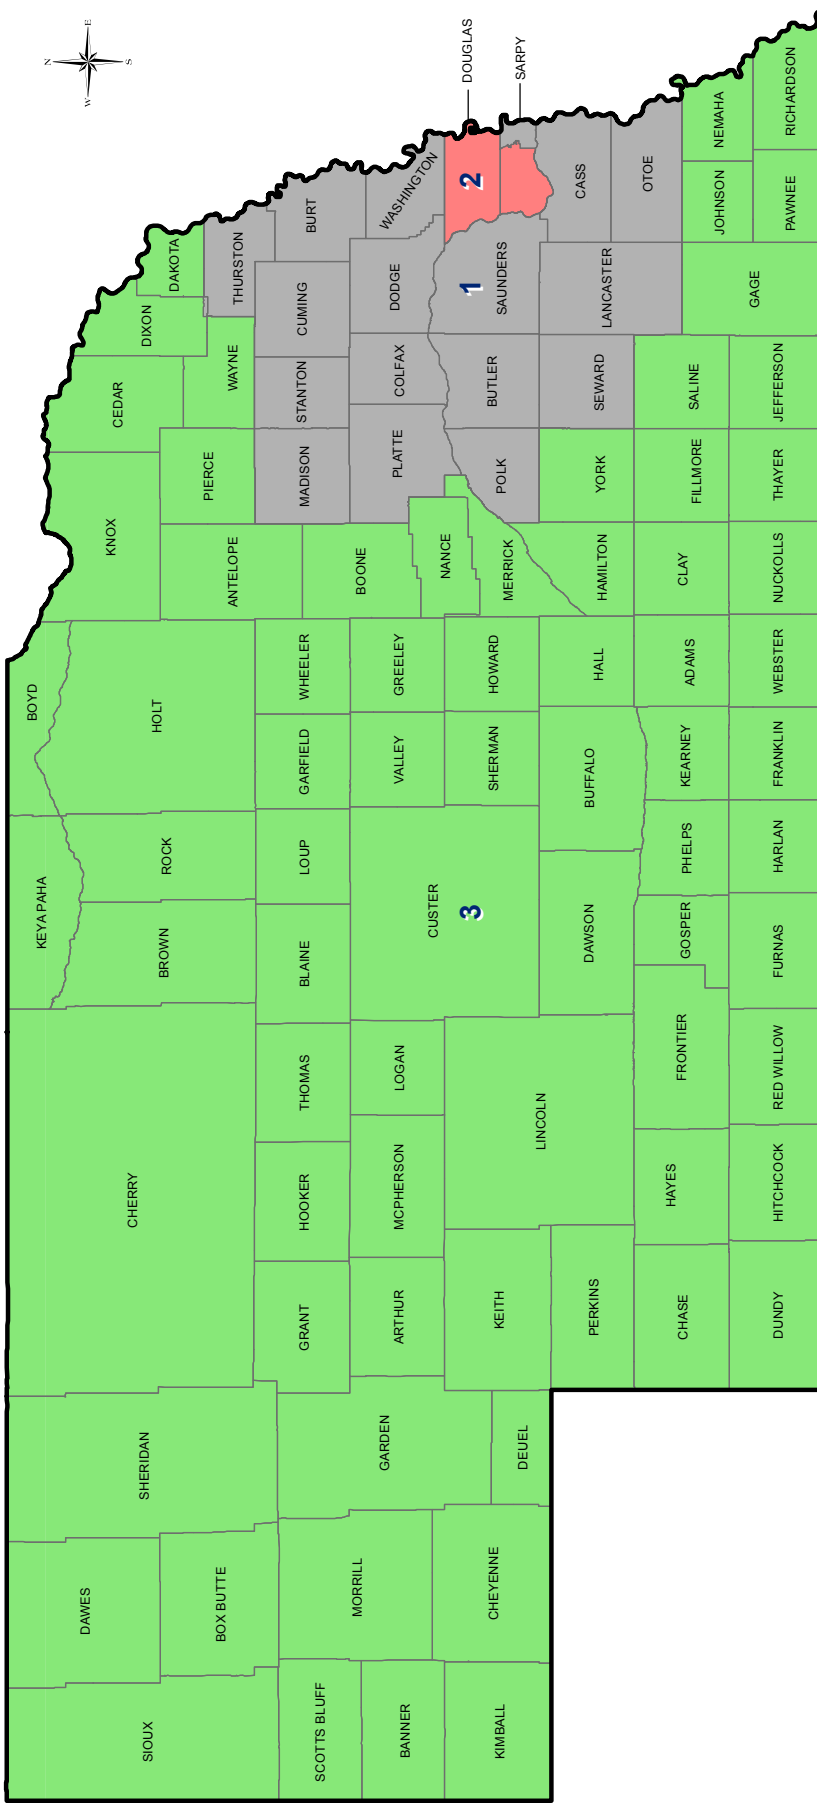 N
E
S
W
DOUGLAS
SARPY
SIOUX
DAWES
BOX BUTTE
SHERIDAN
SCOTTS BLUFF
BANNER
KIMBALL
MORRILL
CHEYENNE
GARDEN
DEUEL
CHERRY
GRANT
HOOKER
THOMAS
ARTHUR
MCPHERSON
LOGAN
KEITH
PERKINS
LINCOLN
CHASE
HAYES
FRONTIER
DUNDY
HITCHCOCK
RED WILLOW
KEYA PAHA
BROWN
ROCK
BLAINE
LOUP
CUSTER
3
DAWSON
GOSPER
PHELPS
FURNAS
HARLAN
BOYD
HOLT
GARFIELD
WHEELER
VALLEY
GREELEY
SHERMAN
HOWARD
BUFFALO
HALL
KEARNEY
ADAMS
FRANKLIN
WEBSTER
KNOX
ANTELOPE
BOONE
NANCE
MERRICK
HAMILTON
CLAY
NUCKOLLS
CEDAR
PIERCE
WAYNE
MADISON
STANTON
PLATTE
COLFAX
POLK
BUTLER
YORK
SEWARD
FILLMORE
SALINE
THAYER
JEFFERSON
DIXON
DAKOTA
THURSTON
CUMING
BURT
DODGE
WASHINGTON
1
SAUNDERS
2
LANCASTER
CASS
OTOE
GAGE
JOHNSON
NEMAHA
PAWNEE
RICHARDSON